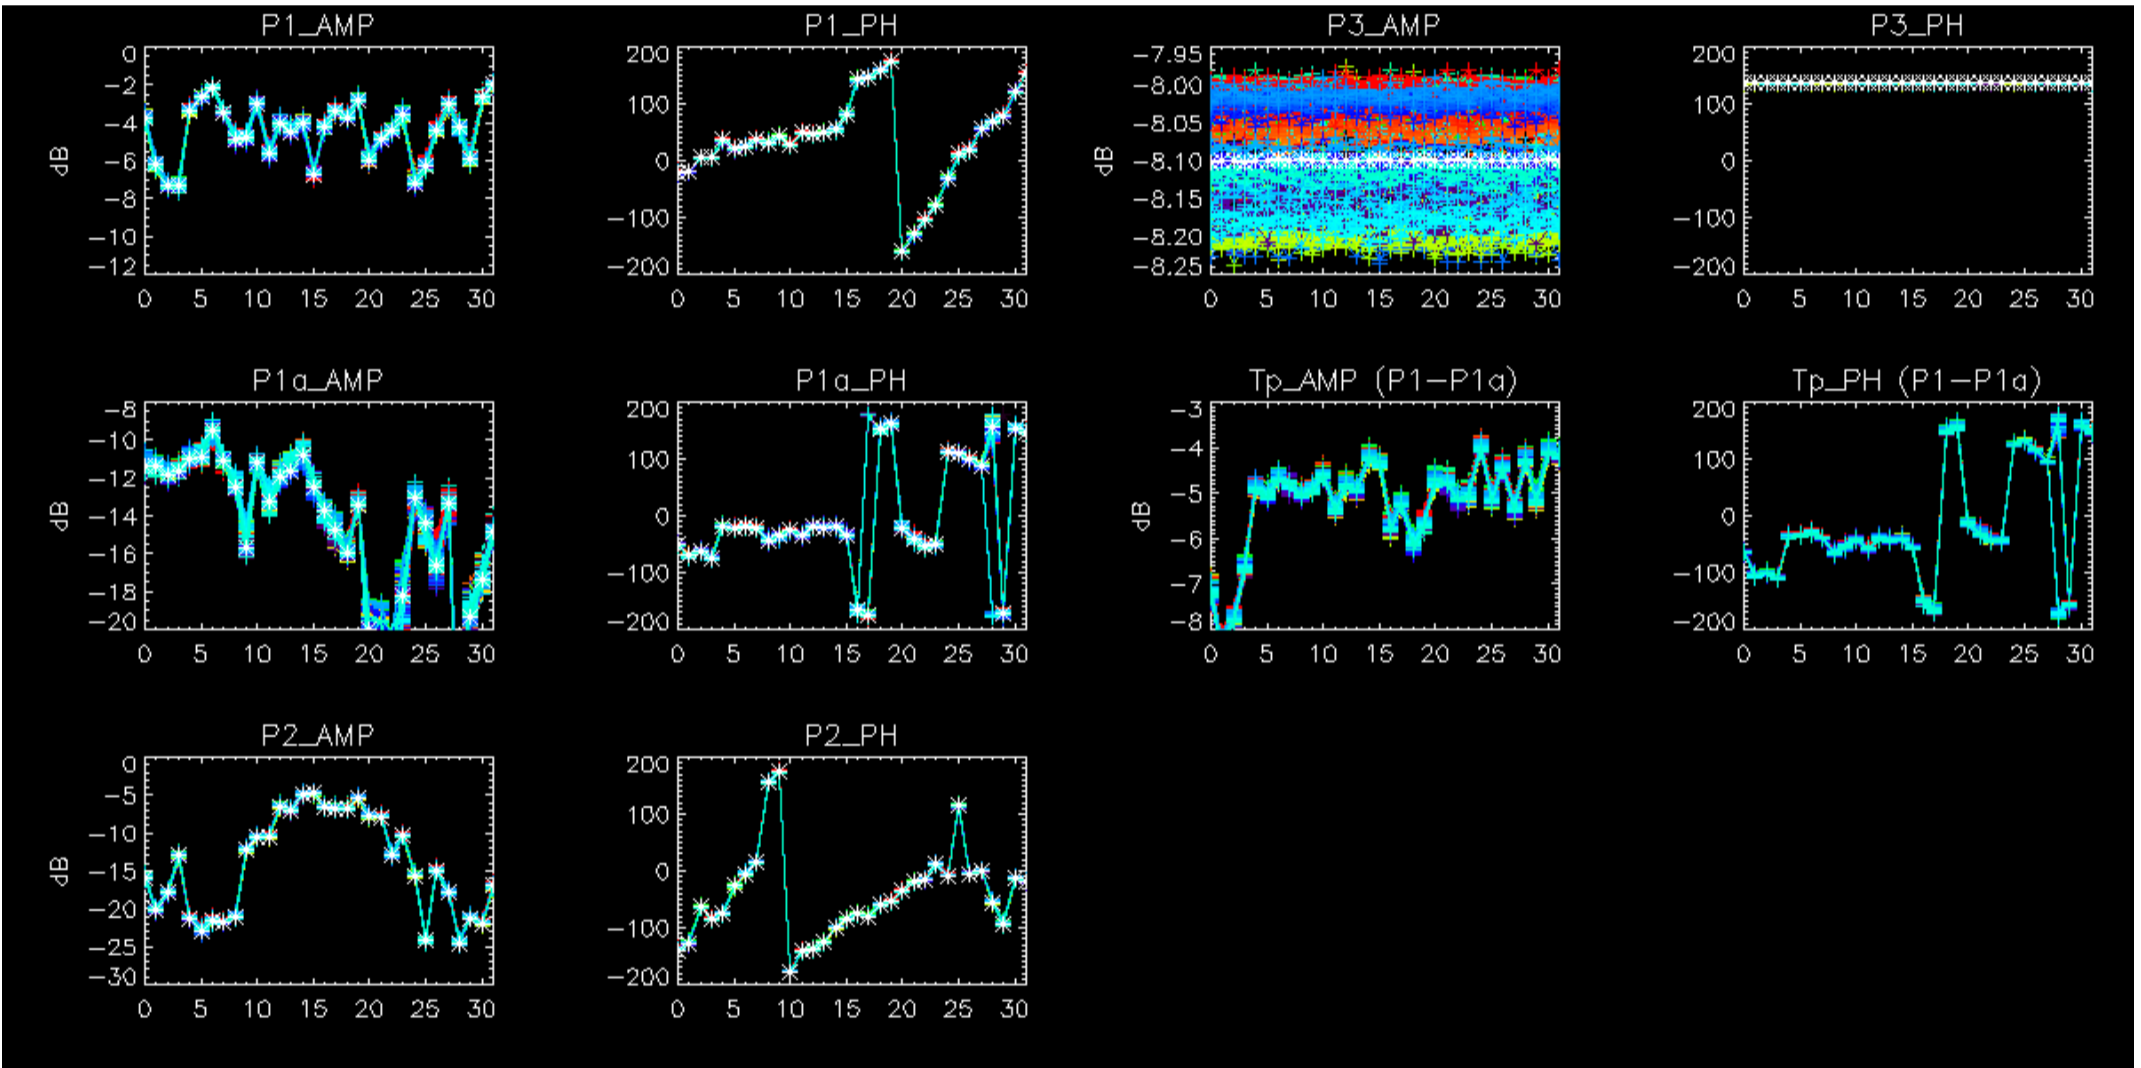 P1_AMP
P1_PH
P3_AMP
P3_PH
0
−2
−4
−6
−8
−10
−12
dB
0 5 10 15 20 25 30
200
100
0
−100
−200
0 5 10 15 20 25 30
−7.95
−8.00
−8.05
−8.10
−8.15
−8.20
−8.25
dB
0 5 10 15 20 25 30
200
100
0
−100
−200
0 5 10 15 20 25 30
P1a_AMP
P1a_PH
Tp_AMP (P1−P1a)
Tp_PH (P1−P1a)
−8
−10
−12
−14
−16
−18
−20
dB
0 5 10 15 20 25 30
200
100
0
−100
−200
0 5 10 15 20 25 30
−3
−4
−5
−6
−7
−8
dB
0 5 10 15 20 25 30
200
100
0
−100
−200
0 5 10 15 20 25 30
P2_AMP
P2_PH
0
−5
−10
−15
−20
−25
−30
dB
0 5 10 15 20 25 30
200
100
0
−100
−200
0 5 10 15 20 25 30